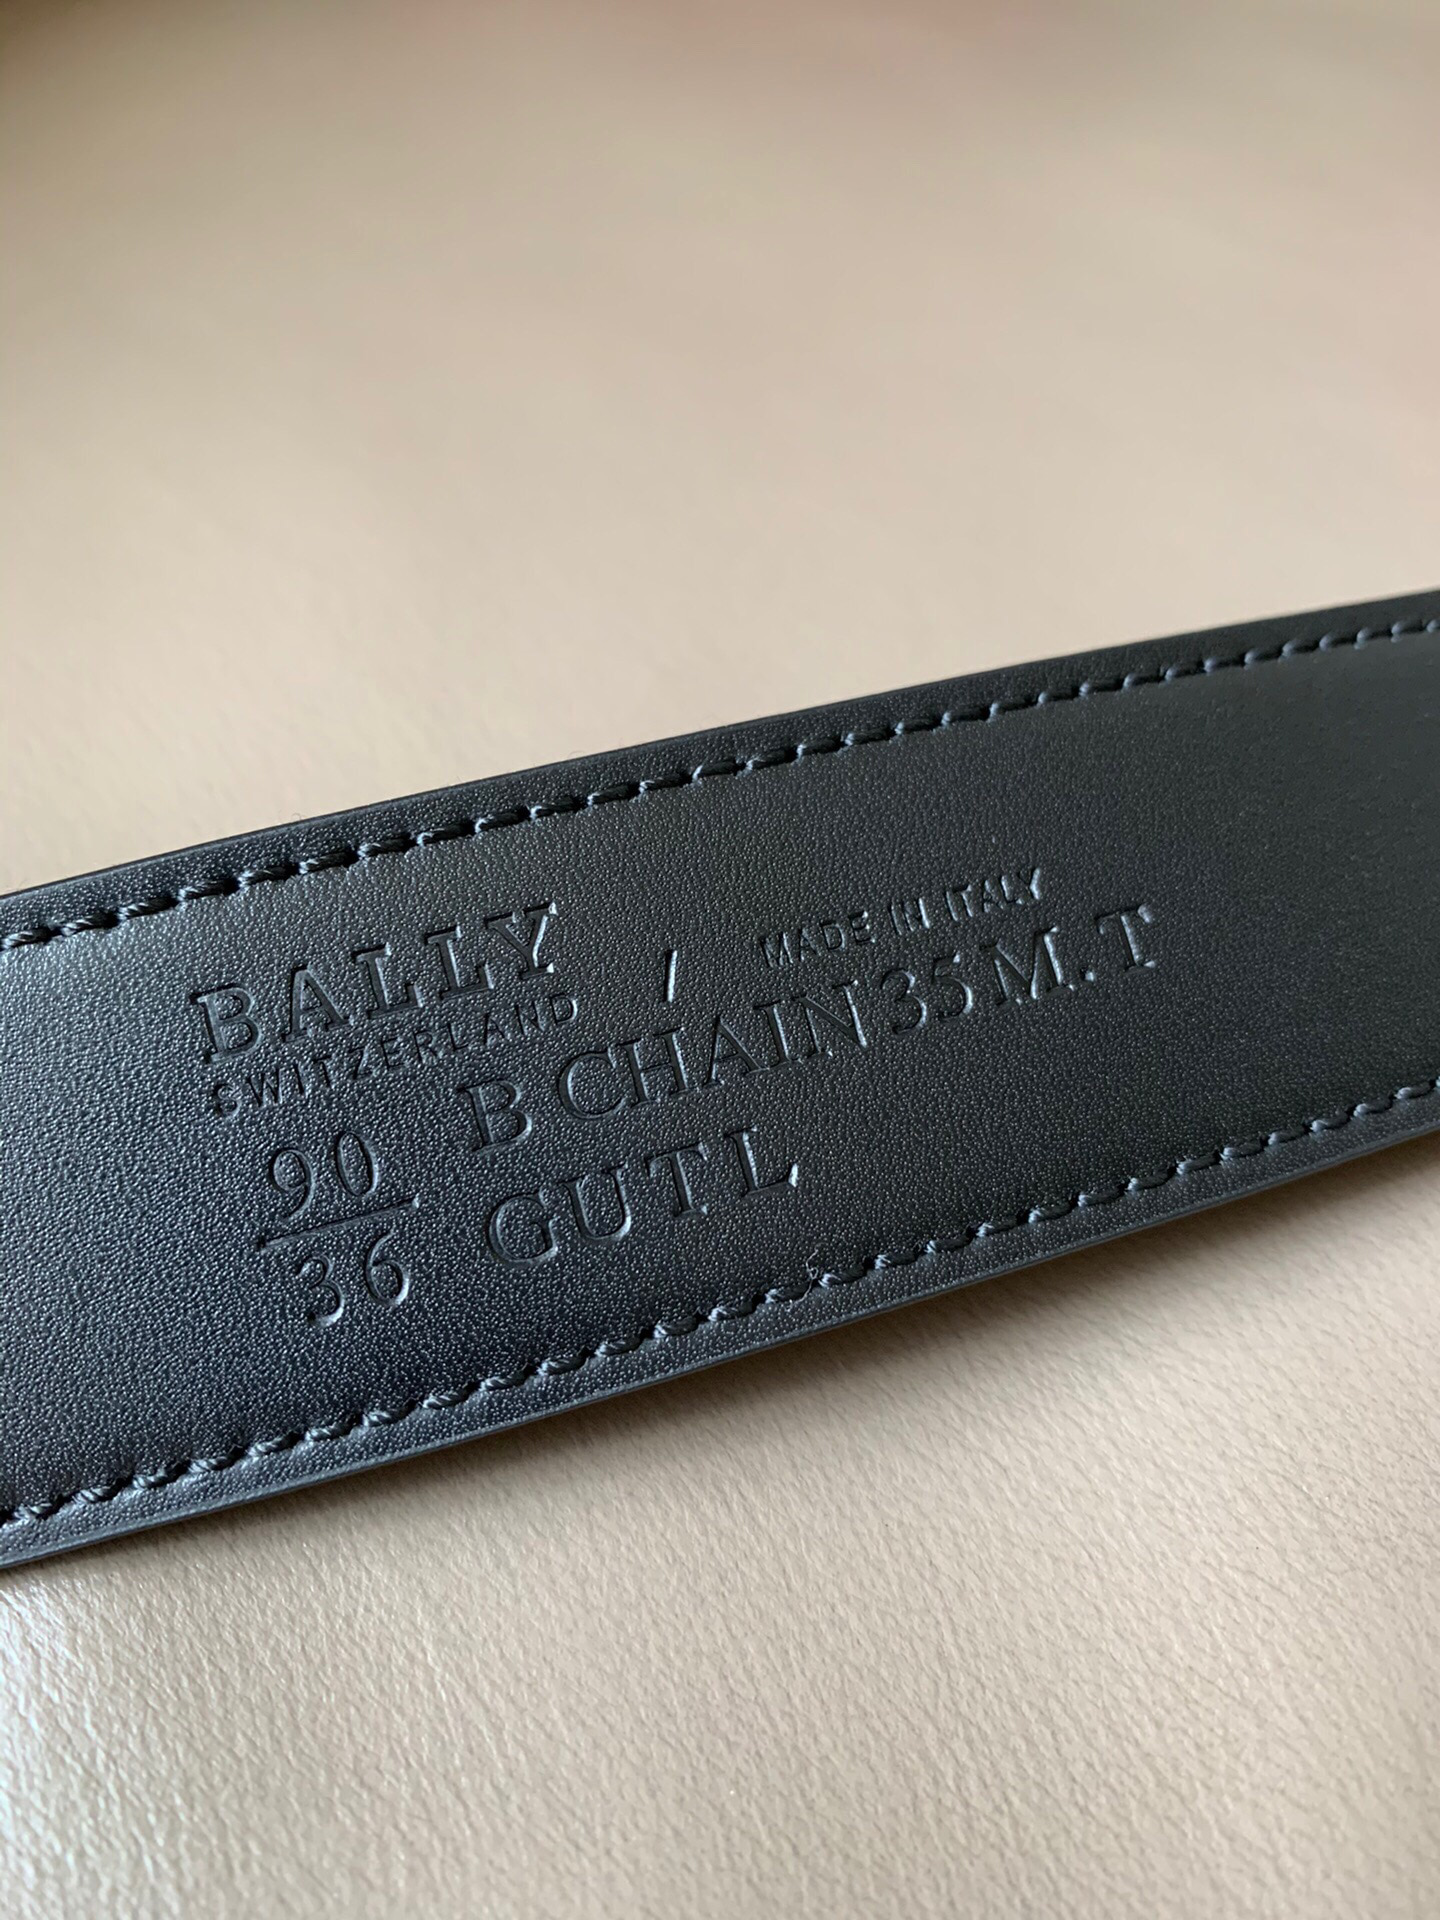 BALLY / MADE IN ITALY
SWITZERLAND
90 B CHAIN 35 M.T
36 GUTL